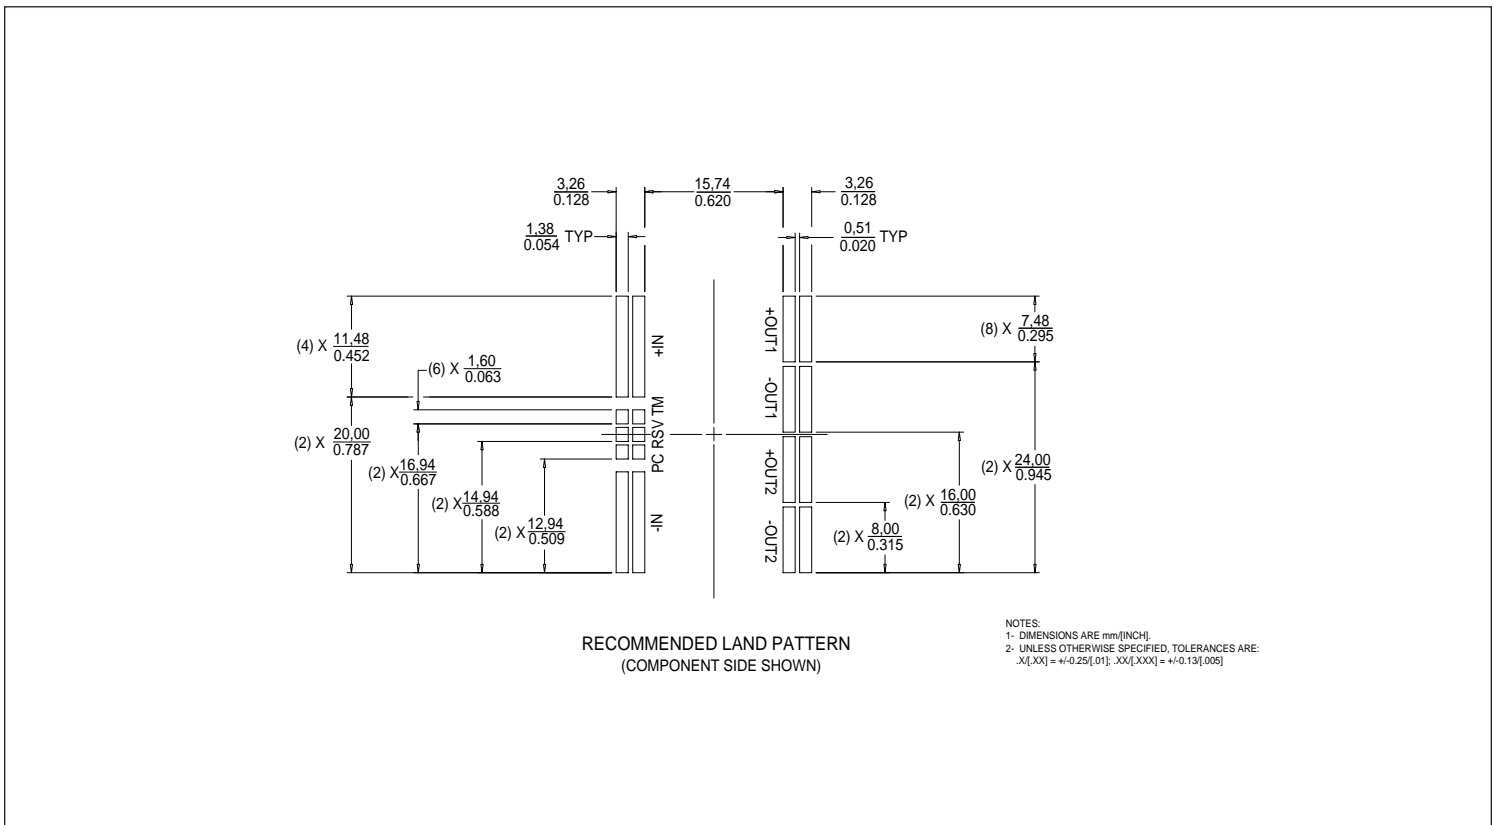 3,26
0.128
15,74
0.620
3,26
0.128
1,38
0.054 TYP
0,51
0.020 TYP
(4) X 11,48
0.452
+IN
+OUT1
(8) X 7,48
0.295
(6) X 1,60
0.063
-OUT1
PC RSV TM
(2) X 20,00
0.787
(2) X 16,94
0.667
+OUT2
(2) X 24,00
0.945
(2) X 14,94
0.588
(2) X 16,00
0.630
(2) X 12,94
0.509
-IN
-OUT2
(2) X 8,00
0.315
RECOMMENDED LAND PATTERN
(COMPONENT SIDE SHOWN)
NOTES:
1- DIMENSIONS ARE mm/[INCH].
2- UNLESS OTHERWISE SPECIFIED, TOLERANCES ARE:
.X/[.XX] = +/-0.25/[.01]; .XX/[.XXX] = +/-0.13/[.005]